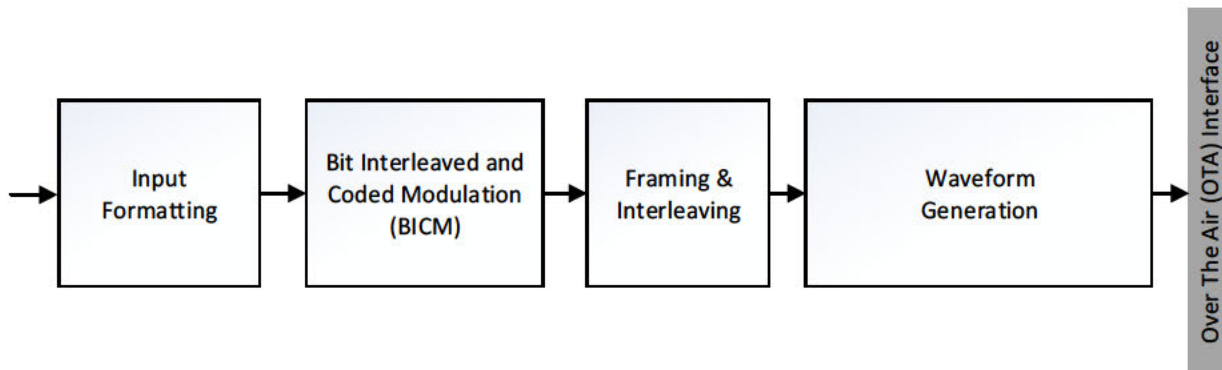 Input
Formatting
Bit Interleaved and
Coded Modulation
(BICM)
Framing &
Interleaving
Waveform
Generation
Over The Air (OTA) Interface